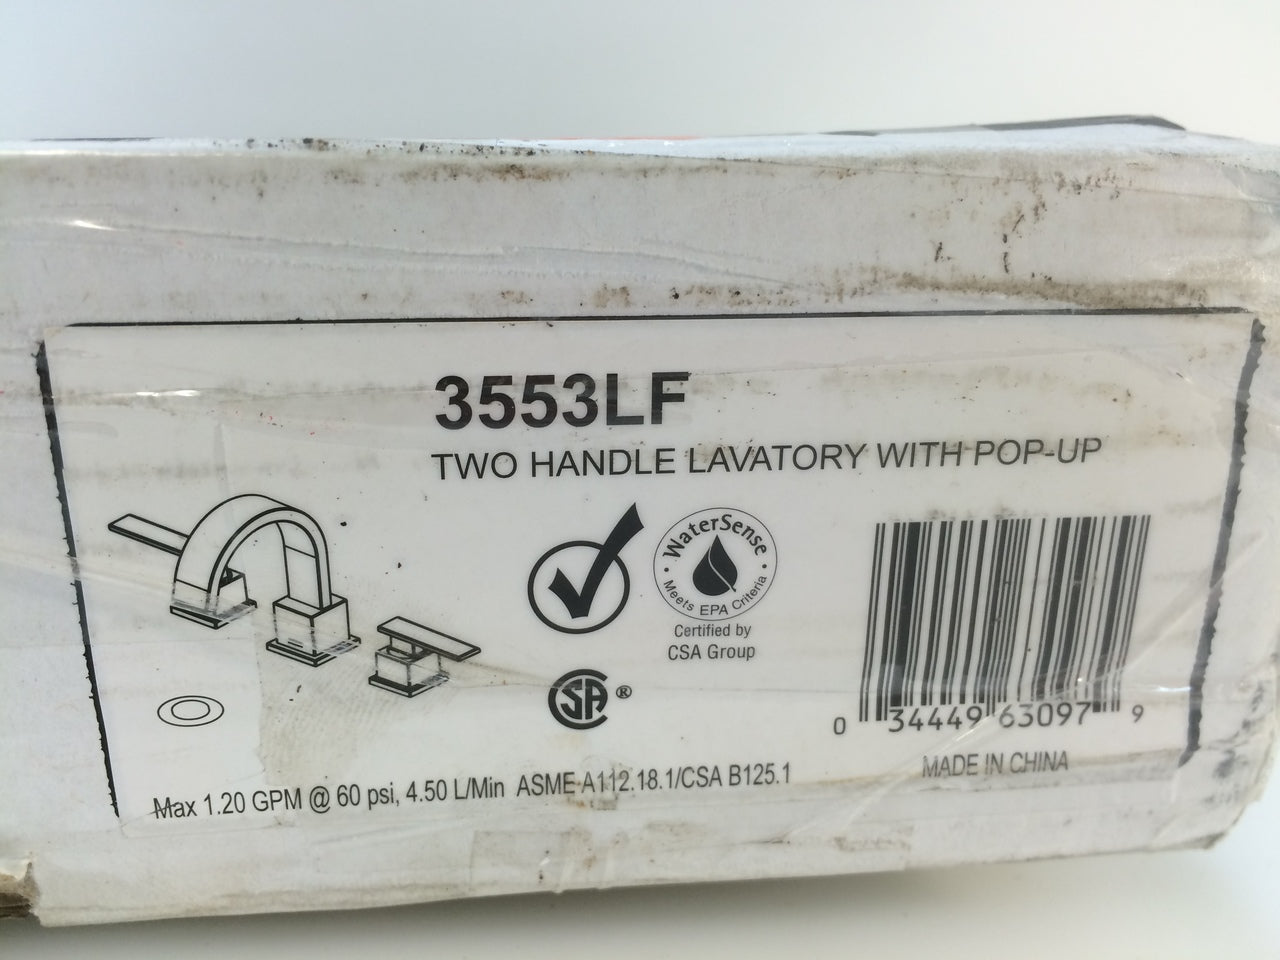 3553LF
TWO HANDLE LAVATORY WITH POP-UP
WaterSense
Meets EPA Criteria
Certified by
CSA Group
CSA®
0 34449 63097 9
MADE IN CHINA
Max 1.20 GPM @ 60 psi, 4.50 L/Min ASME A112.18.1/CSA B125.1